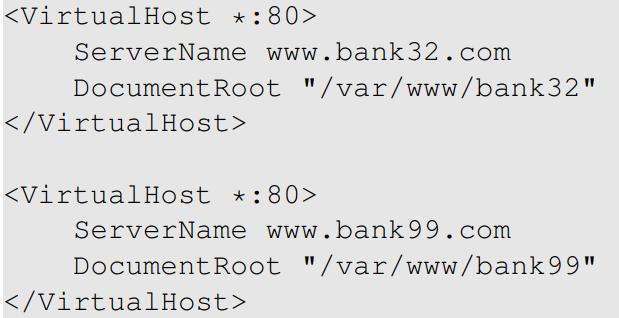 <VirtualHost *:80>
    ServerName www.bank32.com
    DocumentRoot "/var/www/bank32"
</VirtualHost>

<VirtualHost *:80>
    ServerName www.bank99.com
    DocumentRoot "/var/www/bank99"
</VirtualHost>